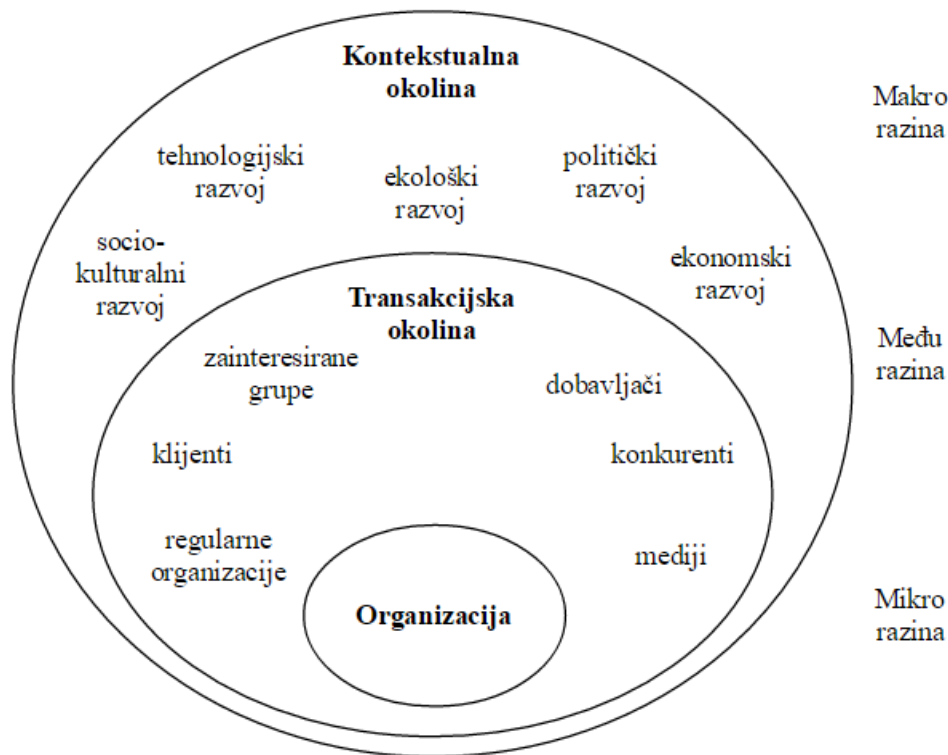 Kontekstualna
okolina
Makro
razina
tehnologijski
razvoj
ekološki
razvoj
politički
razvoj
socio-
kulturalni
razvoj
ekonomski
razvoj
Transakcijska
okolina
Među
razina
zainteresirane
grupe
dobavljači
klijenti
konkurenti
regularne
organizacije
mediji
Organizacija
Mikro
razina